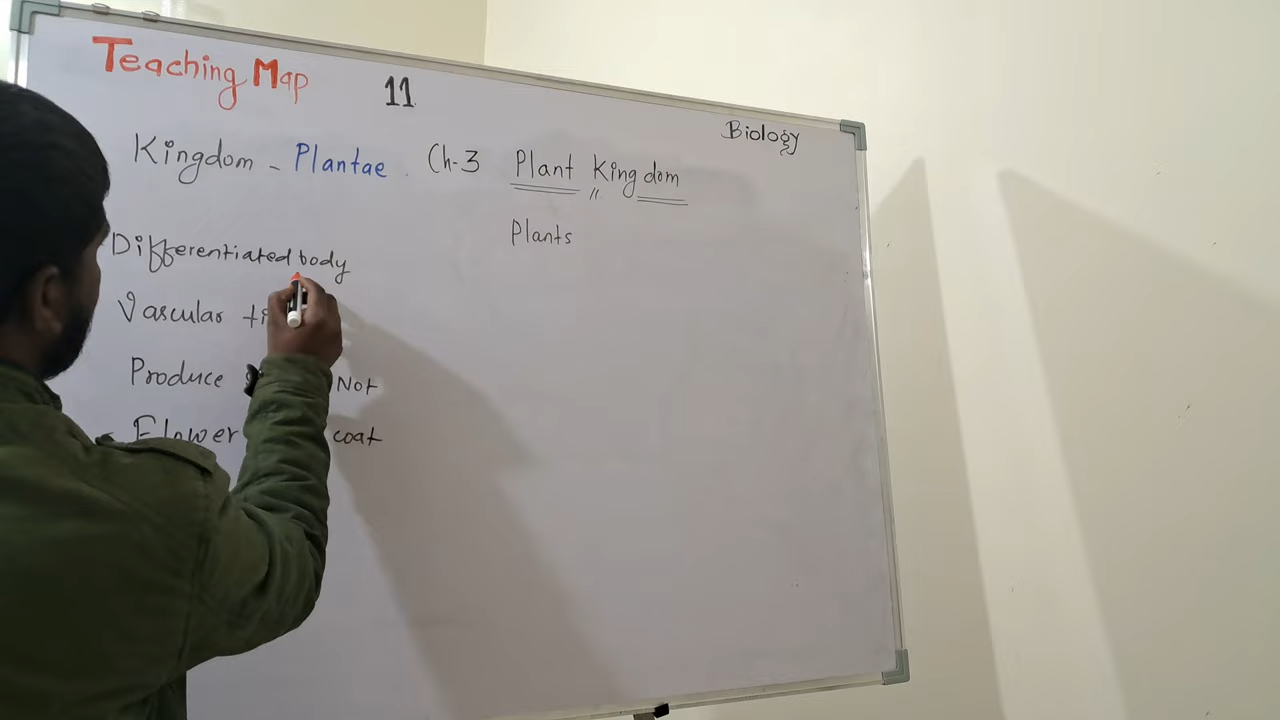 Teaching Map 11
Biology
Kingdom - Plantae. Ch-3 Plant Kingdom
Plants
Differentiated body
Vascular
Produce Not
- Flower coat